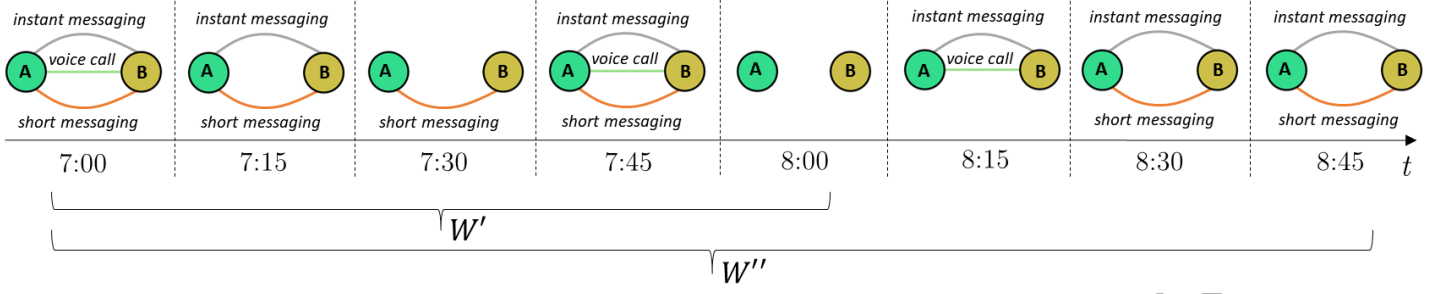 instant messaging instant messaging instant messaging instant messaging instant messaging instant messaging
A voice call B A B A B A voice call B A B A voice call B A B A B
short messaging short messaging short messaging short messaging short messaging short messaging
7:00 7:15 7:30 7:45 8:00 8:15 8:30 8:45 t
W'
W''